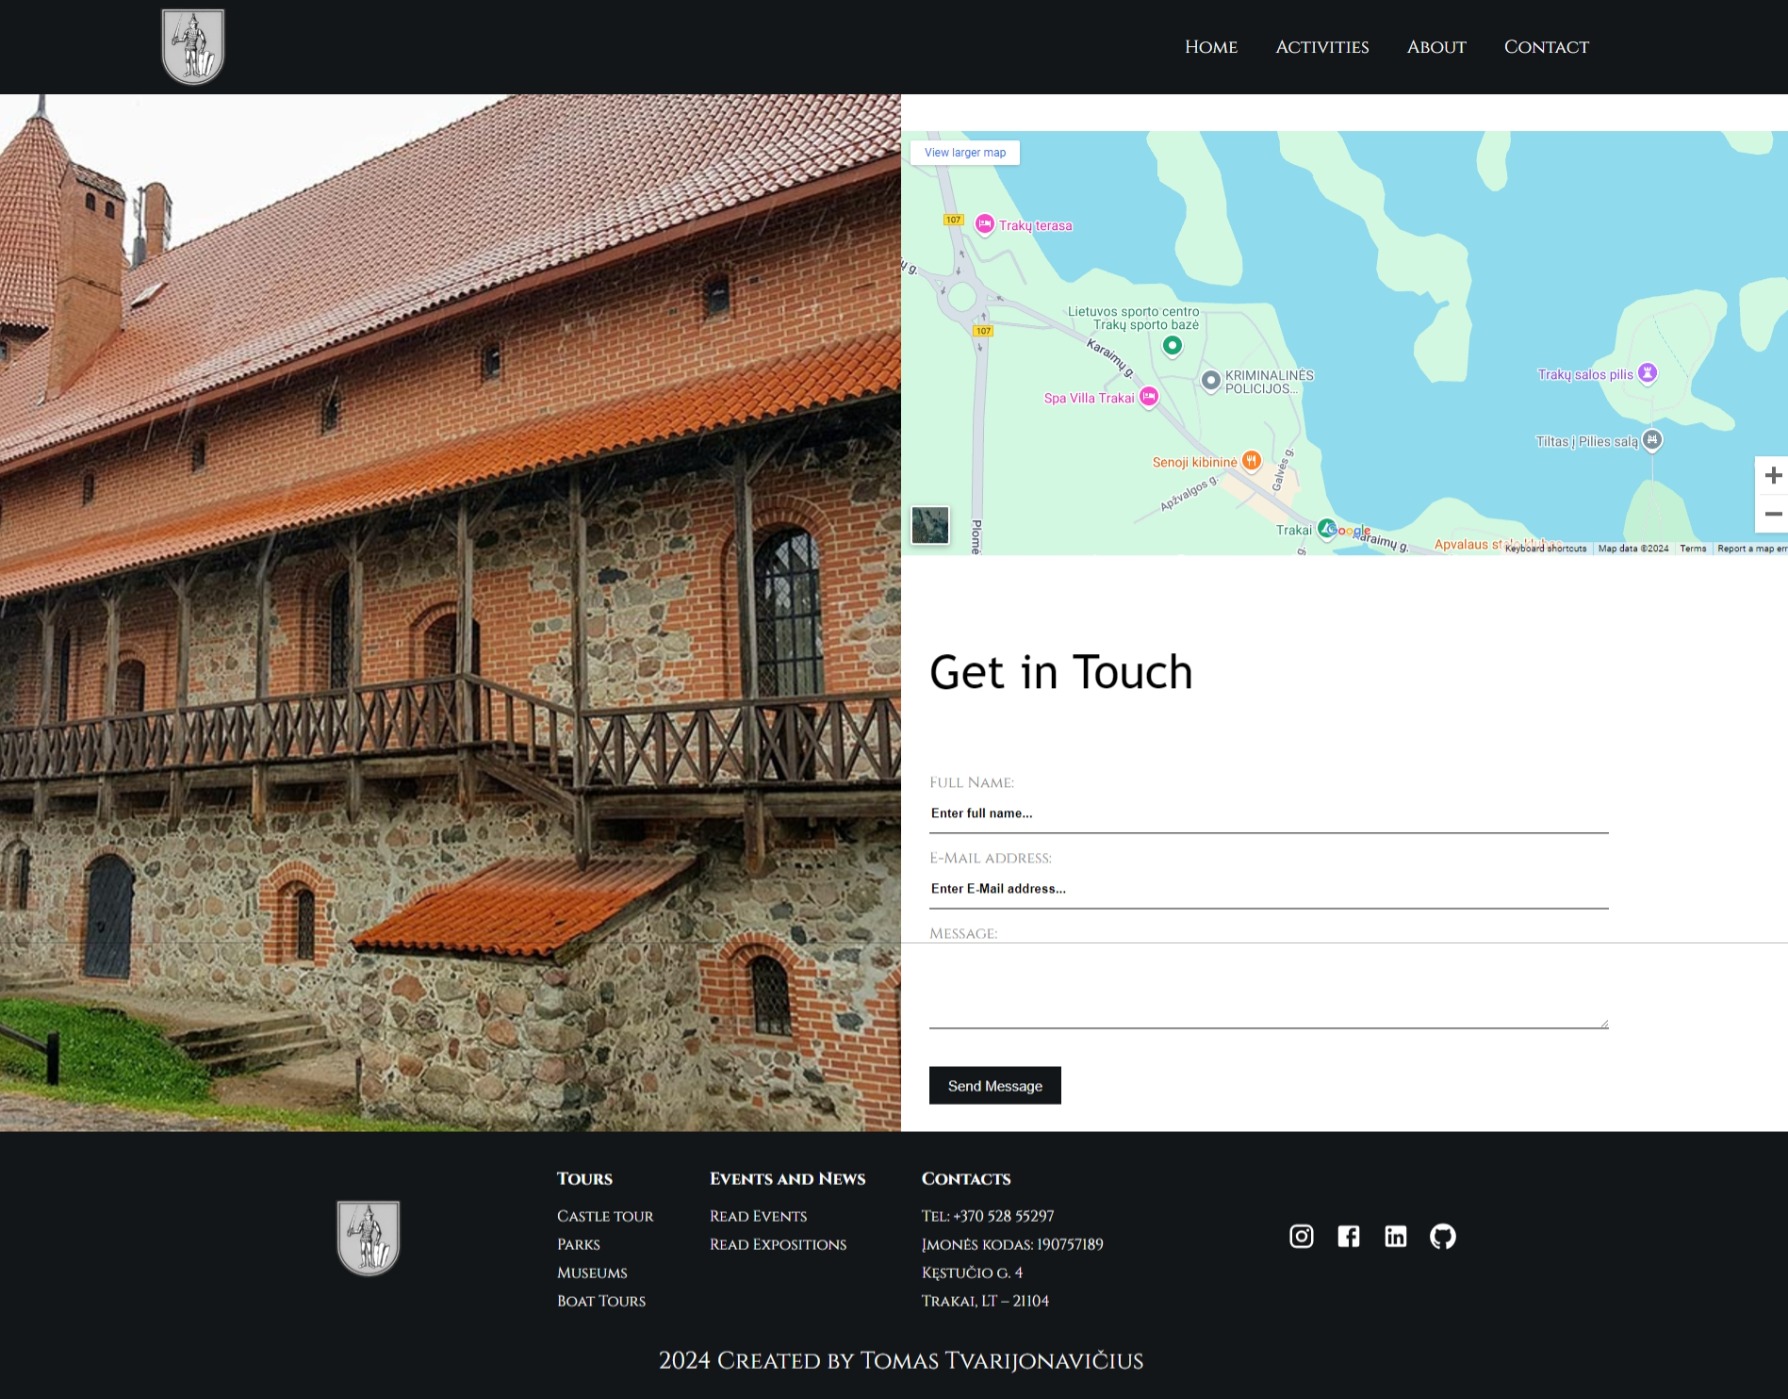 Home Activities About Contact
View larger map
107
Trakų terasa
ų g.
Lietuvos sporto centro
Trakų sporto bazė
107
Karaimų g.
KRIMINALINĖS
POLICIJOS...
Trakų salos pilis
Spa Villa Trakai
Tiltas į Pilies salą
Senoji kibininė
Galvės g.
Apžvalgos g.
Plomė
Trakai
Google
Karaimų g.
Apvalaus stalo klubas
g.
Keyboard shortcuts Map data ©2024 Terms Report a map err
Get in Touch
Full Name:
Enter full name...
E-Mail address:
Enter E-Mail address...
Message:
Send Message
Tours
Castle tour
Parks
Museums
Boat Tours
Events and News
Read Events
Read Expositions
Contacts
Tel: +370 528 55297
Įmonės kodas: 190757189
Kęstučio g. 4
Trakai, LT – 21104
2024 Created by Tomas Tvarijonavičius